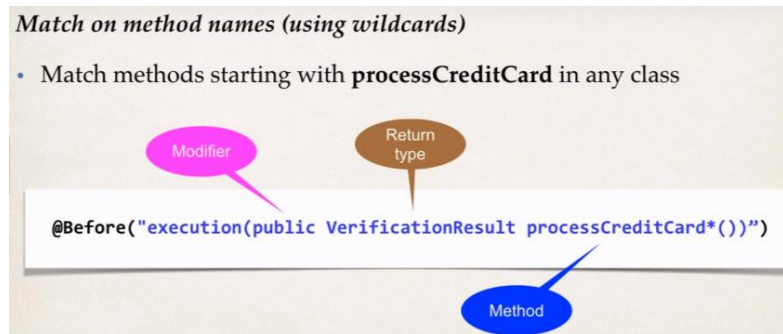 Match on method names (using wildcards)
• Match methods starting with processCreditCard in any class
Modifier
Return
type
@Before("execution(public VerificationResult processCreditCard*())”)
Method